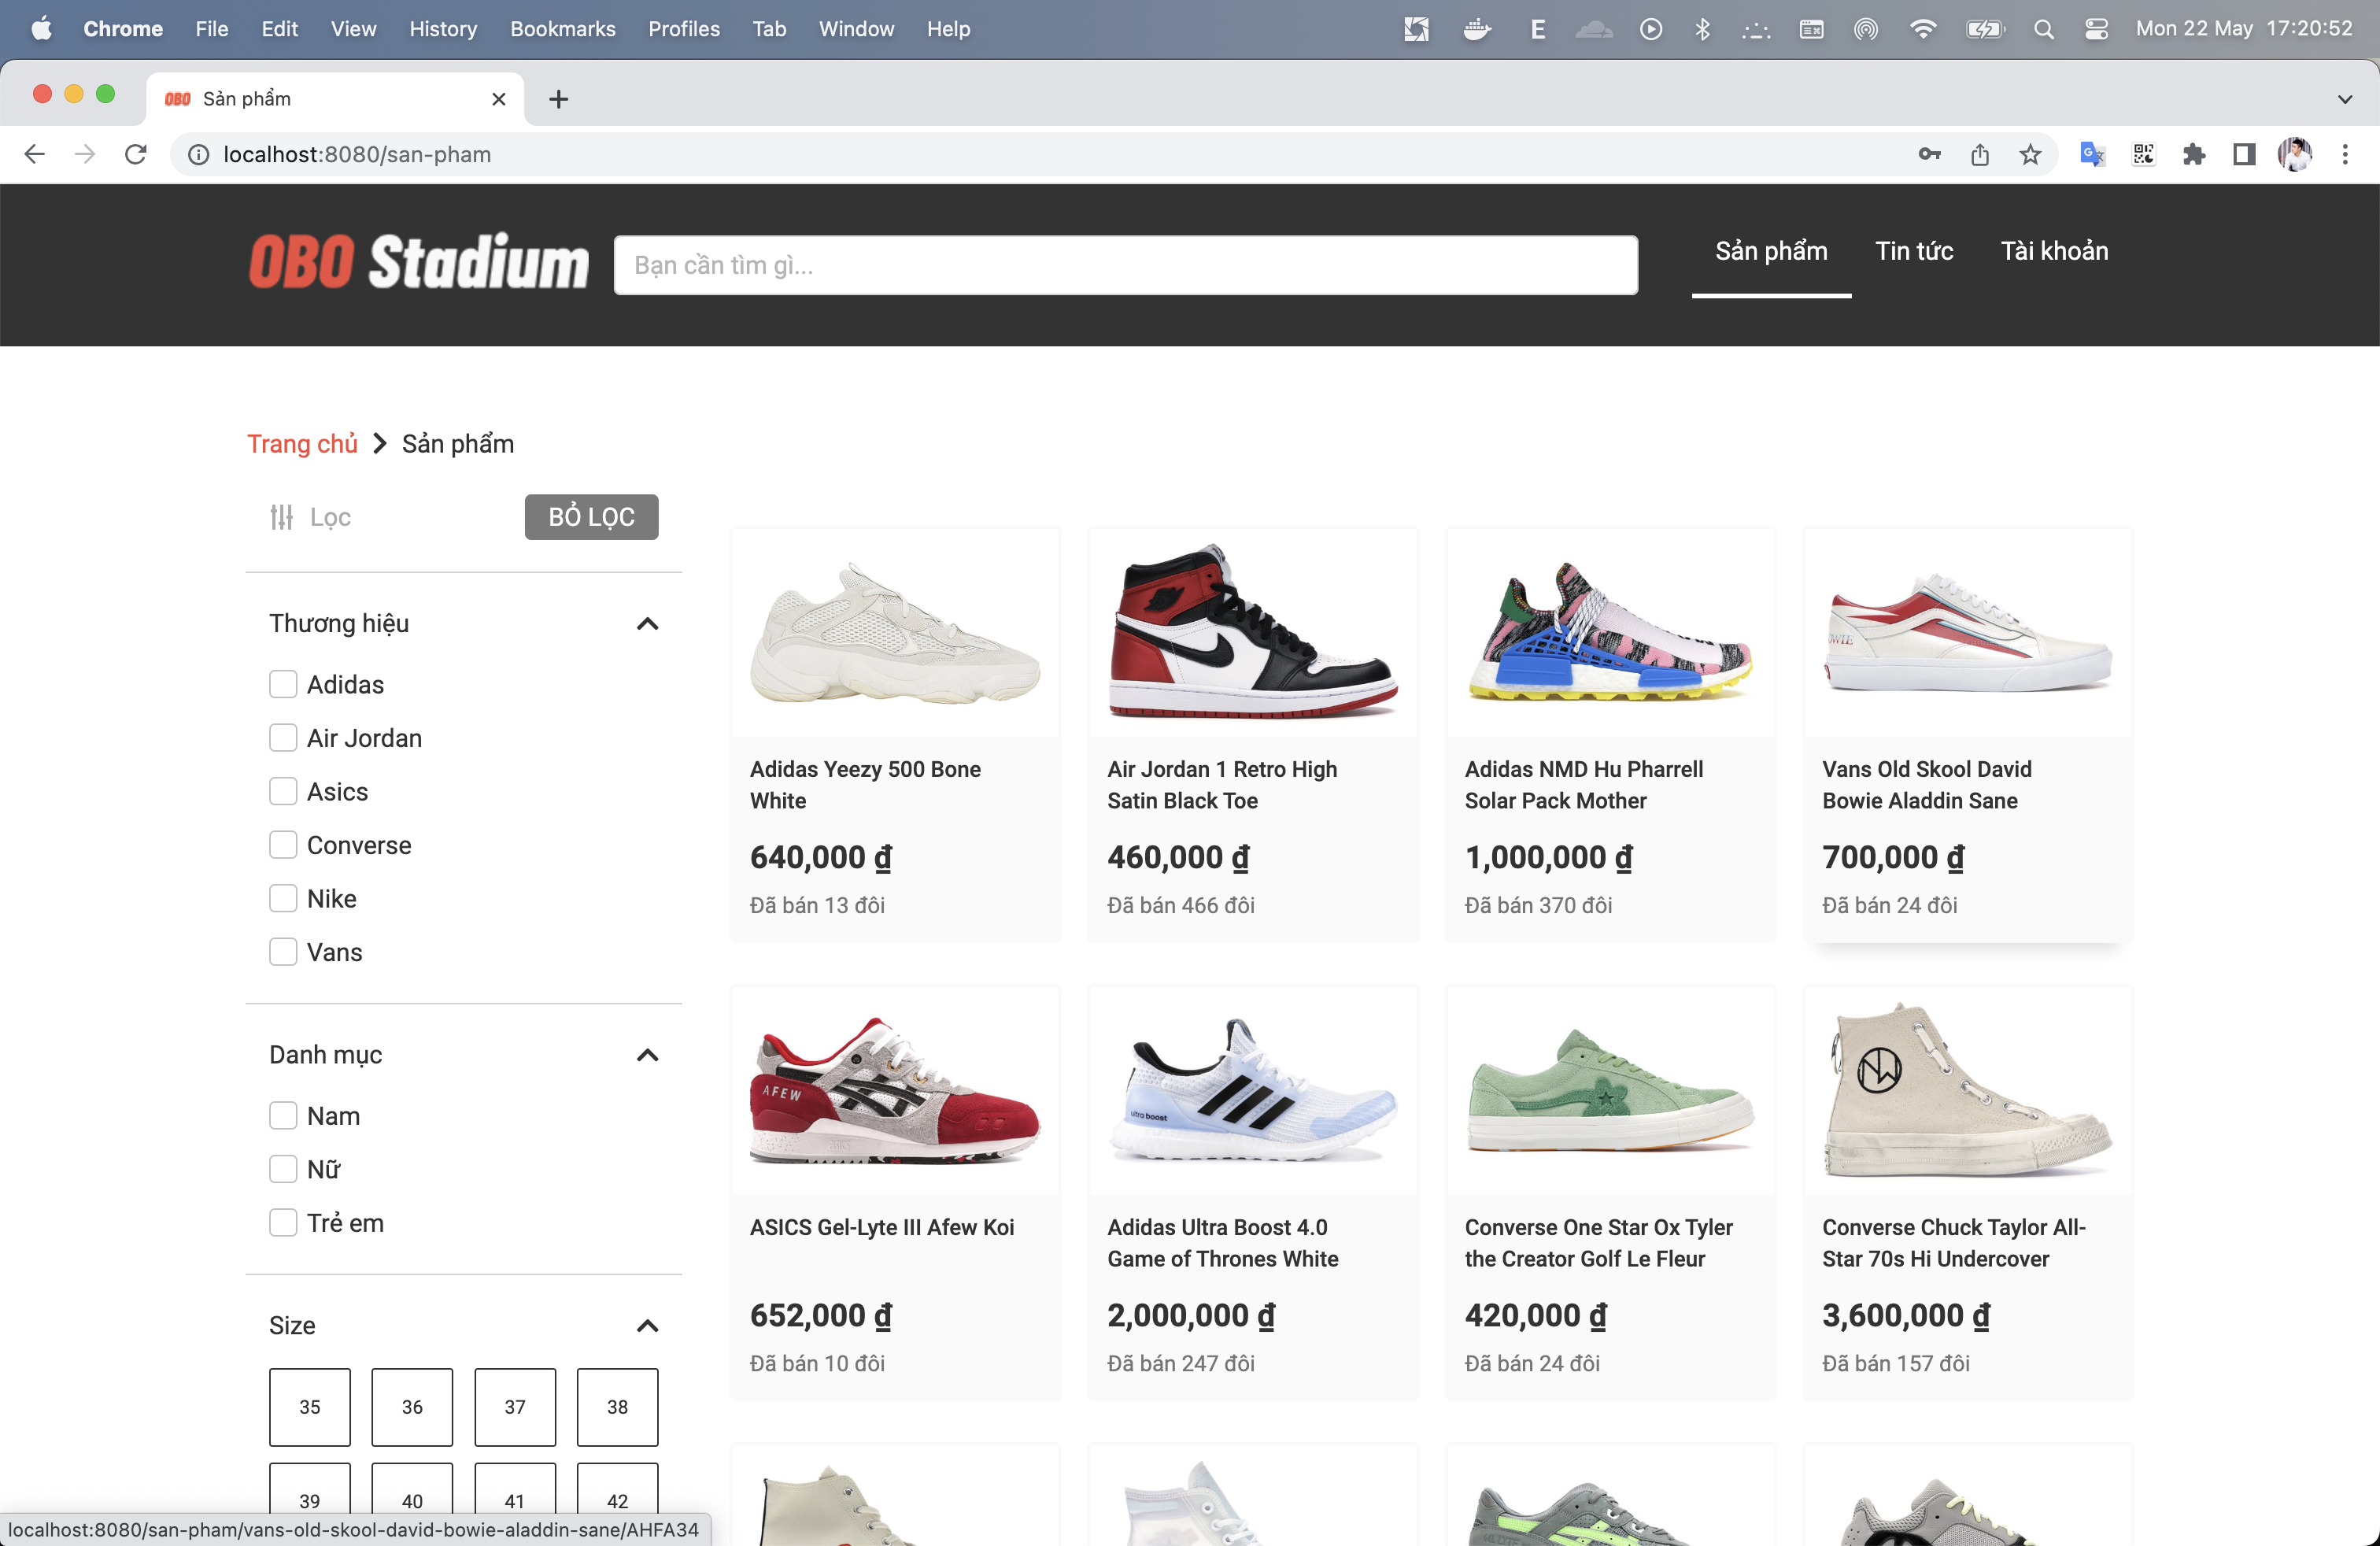 Chrome File Edit View History Bookmarks Profiles Tab Window Help E Mon 22 May 17:20:52
OBO Sản phẩm
localhost:8080/san-pham
OBO Stadium Bạn cần tìm gì... Sản phẩm Tin tức Tài khoản
Trang chủ Sản phẩm
Lọc BỎ LỌC
Thương hiệu
Adidas
Air Jordan
Asics
Converse
Nike
Vans
Danh mục
Nam
Nữ
Trẻ em
Size
35 36 37 38
39 40 41 42
Adidas Yeezy 500 Bone
White
640,000 ₫
Đã bán 13 đôi
Air Jordan 1 Retro High
Satin Black Toe
460,000 ₫
Đã bán 466 đôi
Adidas NMD Hu Pharrell
Solar Pack Mother
1,000,000 ₫
Đã bán 370 đôi
Vans Old Skool David
Bowie Aladdin Sane
700,000 ₫
Đã bán 24 đôi
AFEW
ASICS Gel-Lyte III Afew Koi
652,000 ₫
Đã bán 10 đôi
ultra boost
Adidas Ultra Boost 4.0
Game of Thrones White
2,000,000 ₫
Đã bán 247 đôi
Converse One Star Ox Tyler
the Creator Golf Le Fleur
420,000 ₫
Đã bán 24 đôi
Converse Chuck Taylor All-
Star 70s Hi Undercover
3,600,000 ₫
Đã bán 157 đôi
localhost:8080/san-pham/vans-old-skool-david-bowie-aladdin-sane/AHFA34